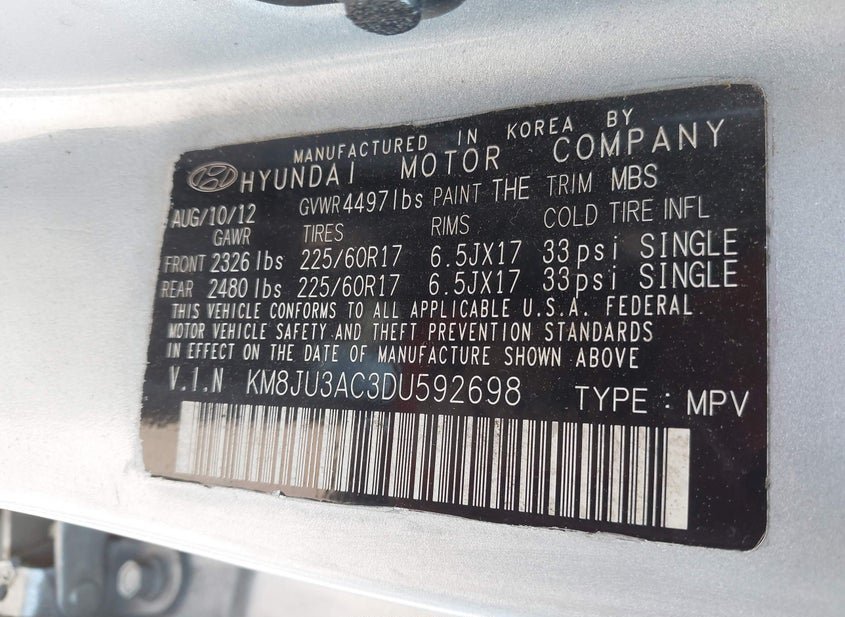 MANUFACTURED IN KOREA BY
HYUNDAI MOTOR COMPANY
AUG/10/12 GVWR 4497lbs PAINT THE TRIM MBS
GAWR TIRES RIMS COLD TIRE INFL
FRONT 2326 lbs 225/60R17 6.5JX17 33psi SINGLE
REAR 2480 lbs 225/60R17 6.5JX17 33psi SINGLE
THIS VEHICLE CONFORMS TO ALL APPLICABLE U.S.A. FEDERAL
MOTOR VEHICLE SAFETY AND THEFT PREVENTION STANDARDS
IN EFFECT ON THE DATE OF MANUFACTURE SHOWN ABOVE
V.I.N KM8JU3AC3DU592698 TYPE : MPV